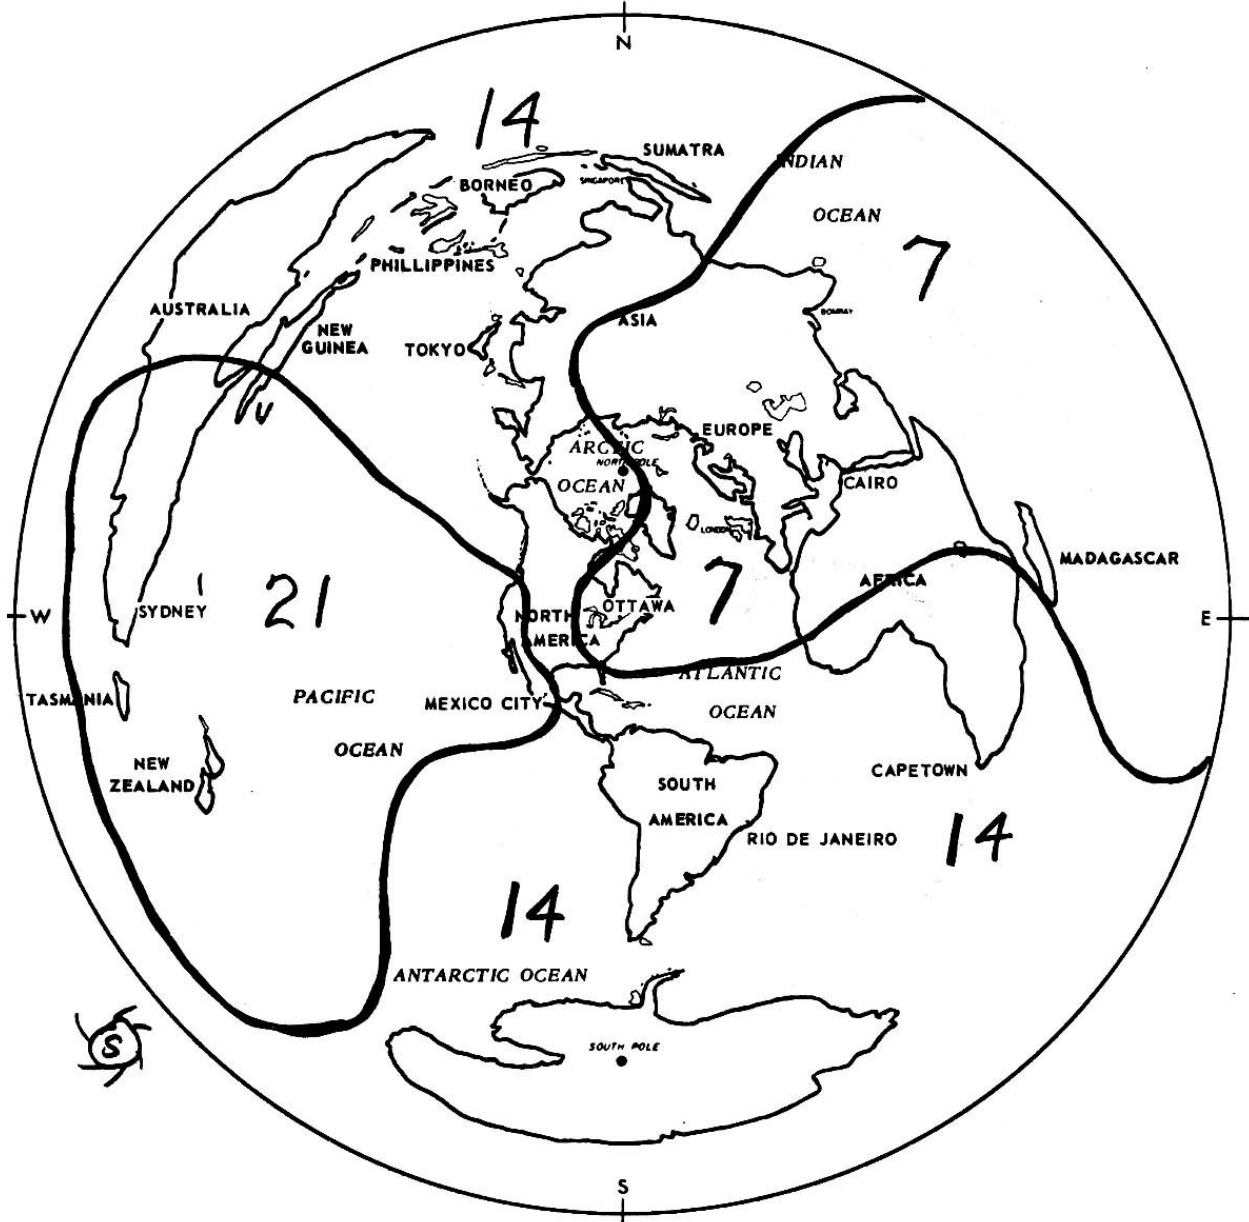 N
14
SUMATRA
INDIAN
SINGAPORE
BORNEO
OCEAN
7
PHILLIPPINES
AUSTRALIA
BOMBAY
ASIA
NEW
GUINEA
TOKYO
EUROPE
ARCTIC
NORTH POLE
OCEAN
CAIRO
LONDON
MADAGASCAR
7
AFRICA
21
SYDNEY
OTTAWA
W
NORTH
AMERICA
E
ATLANTIC
OCEAN
TASMANIA
PACIFIC
OCEAN
MEXICO CITY
NEW
ZEALAND
CAPETOWN
SOUTH
AMERICA
RIO DE JANEIRO
14
14
ANTARCTIC OCEAN
S
SOUTH POLE
S